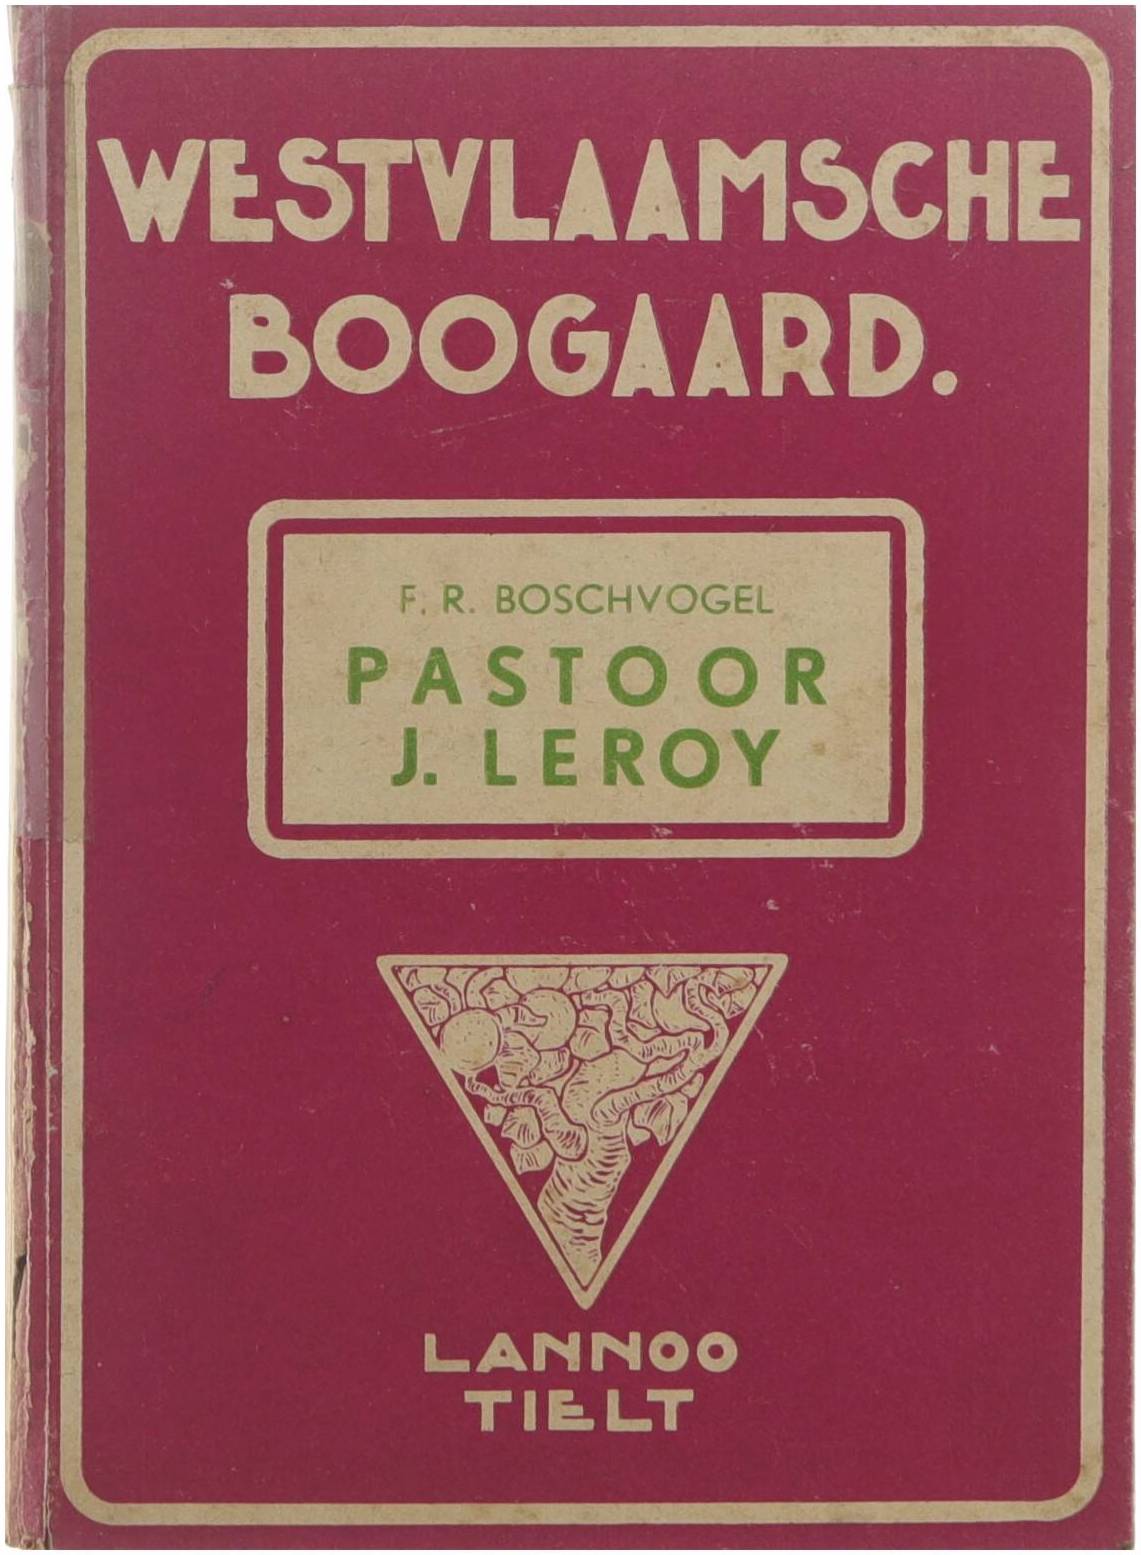 WESTVLAAMSCHE
BOOGAARD.
F. R. BOSCHVOGEL
PASTOOR
J. LEROY
LANNOO
TIELT